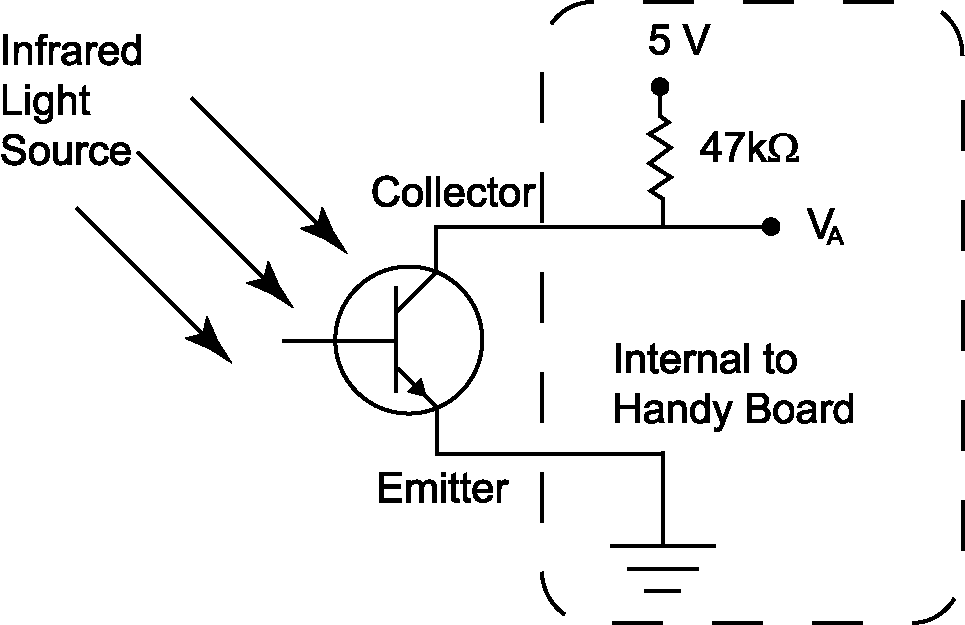 Infrared
Light
Source
5 V
47kΩ
Collector
VA
Internal to
Handy Board
Emitter